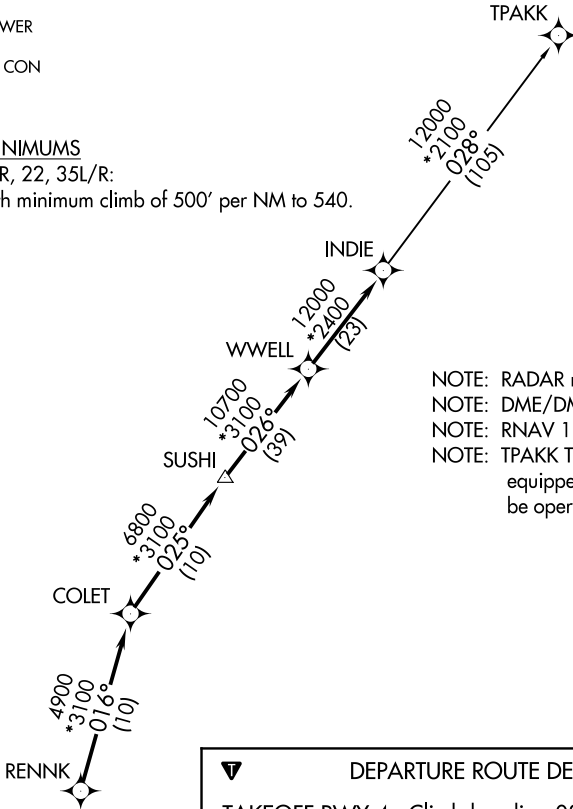 TPAKK
WER
CON
NIMUMS
R, 22, 35L/R:
h minimum climb of 500' per NM to 540.
12000
*2100
028°
(105)
INDIE
12000
*2400
(23)
WWELL
NOTE: RADAR
NOTE: DME/DM
NOTE: RNAV 1
NOTE: TPAKK T
equippe
be oper
10700
*3100
026°
(39)
SUSHI
6800
*3100
025°
(10)
COLET
4900
*3100
016°
(10)
RENNK
T
DEPARTURE ROUTE DE